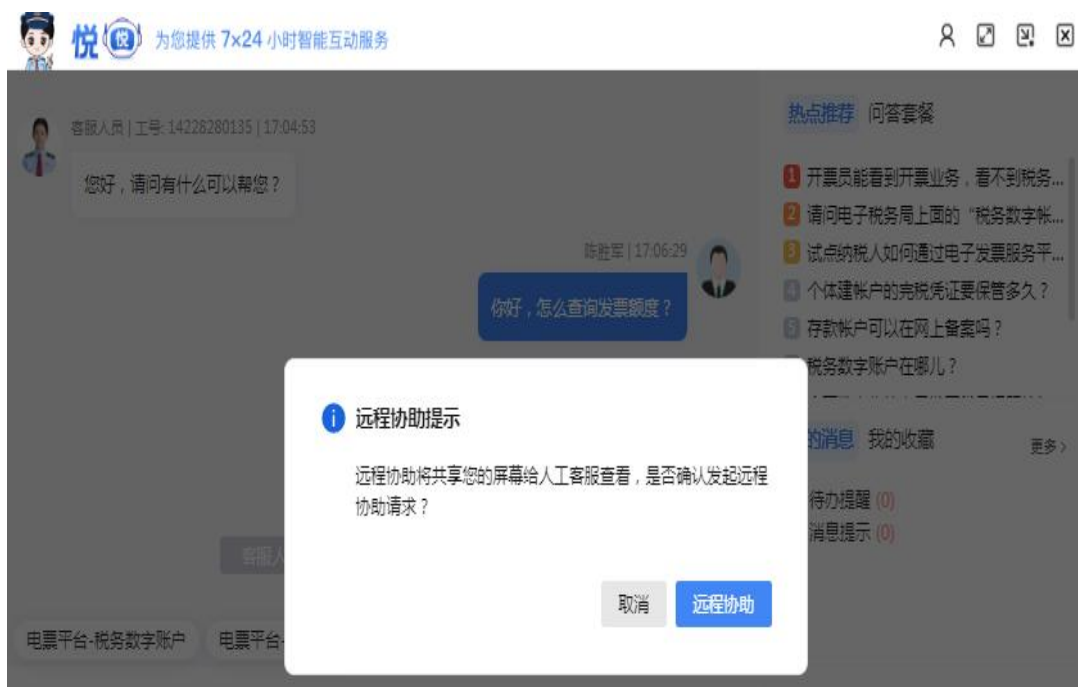 悦 悦 为您提供 7×24 小时智能互动服务
客服人员 | 工号: 14228280135 | 17:04:53
您好，请问有什么可以帮您？
陈胜军 | 17:06:29
你好，怎么查询发票额度？
热点推荐 问答套餐
1 开票员能看到开票业务，看不到税务...
2 请问电子税务局上面的“税务数字帐...
3 试点纳税人如何通过电子发票服务平...
4 个体建帐户的完税凭证要保管多久？
5 存款帐户可以在网上备案吗？
税务数字账户在哪儿？
的消息 我的收藏 更多>
待办提醒 (0)
消息提示 (0)
i 远程协助提示
远程协助将共享您的屏幕给人工客服查看，是否确认发起远程
协助请求？
取消 远程协助
客服人
电票平台-税务数字账户 电票平台-